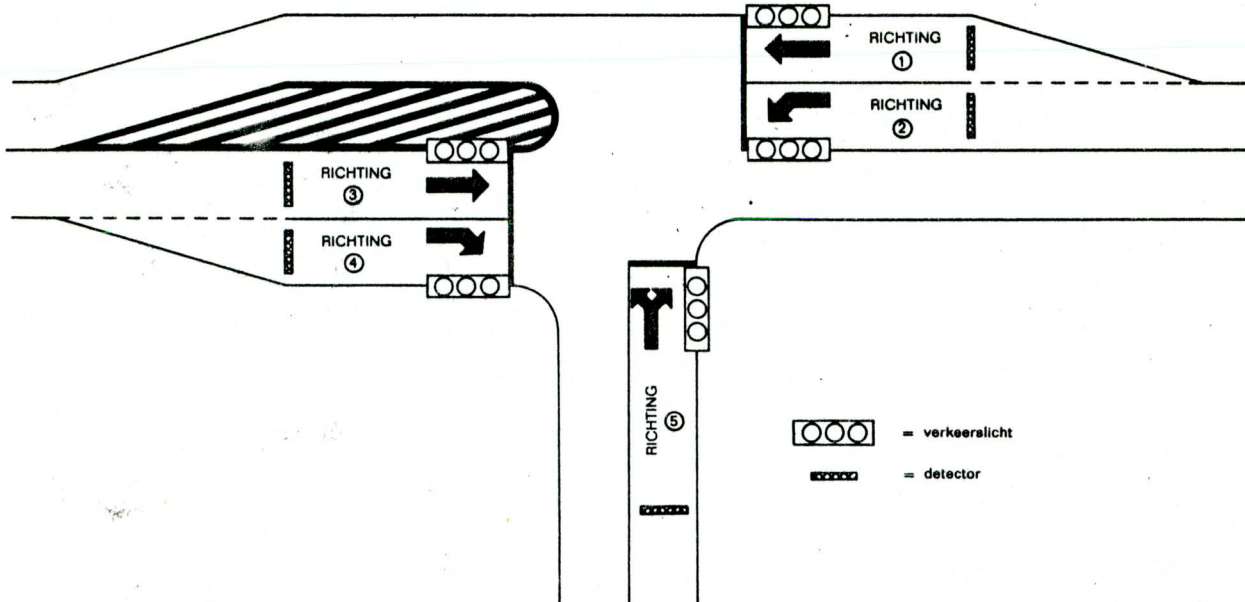 RICHTING
①
RICHTING
②
RICHTING
③
RICHTING
④
RICHTING
⑤
= verkeerslicht
= detector